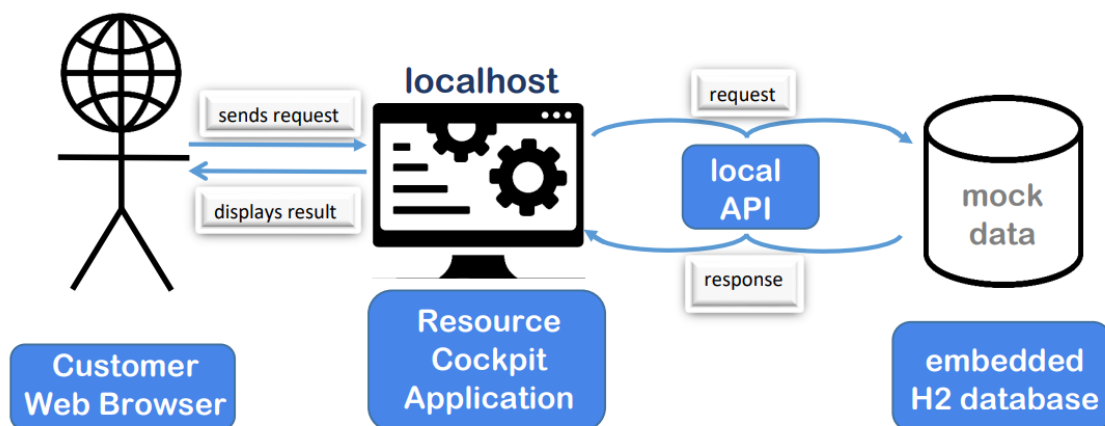 localhost
sends request
displays result
request
local
API
response
mock
data
Customer
Web Browser
Resource
Cockpit
Application
embedded
H2 database